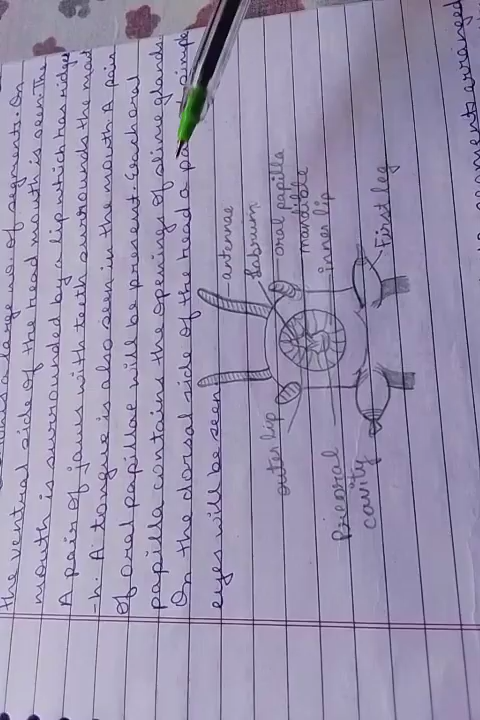 a large no. of segments. On
the ventral side of the head mouth is seen. The
mouth is surrounded by a lip which has ridges
A pair of jaws with teeth surrounds the mout
-h. A tongue is also seen in the mouth. A pair
of oral papillae will be present. Each oral
papilla contains the openings of slime glands
On the dorsal side of the head a pair simple
eyes will be seen
antennae
labrum
oral papilla
mandible
inner lip
First leg
outer lip
Preoral
cavity
segments arranged